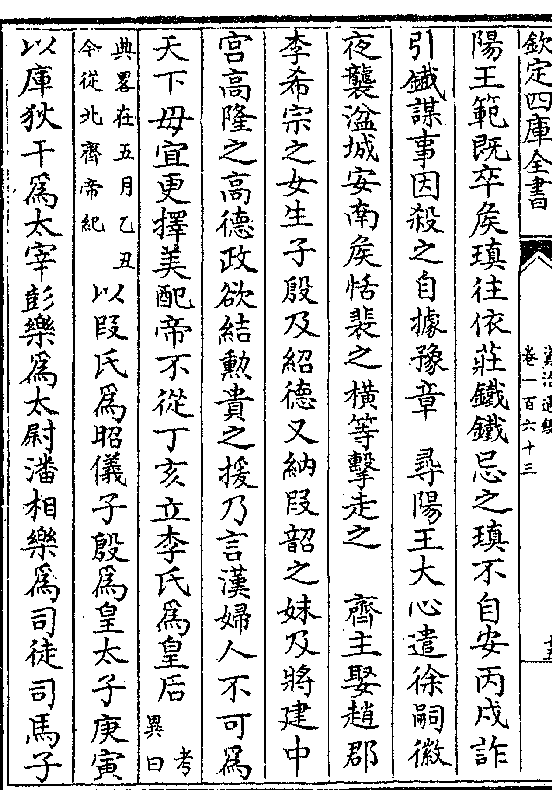 欽定四庫全書
資治通鑑
卷一百六十三
陽王範既卒矦瑱往依莊鐵鐵忌之瑱不自安丙戌詐
引鐵謀事因殺之自據豫章　尋陽王大心遣徐嗣徽
夜襲湓城安南矦恬裴之橫等擊走之　齊主娶趙郡
李希宗之女生子殷及紹德又納段韶之妹及將建中
宮高隆之高德政欲結勲貴之援乃言漢婦人不可為
天下母宜更擇美配帝不從丁亥立李氏為皇后
考異曰
典畧在五月乙丑
今從北齊帝紀
以段氏為昭儀子殷為皇太子庚寅
以庫狄干為太宰彭樂為太尉潘相樂為司徒司馬子